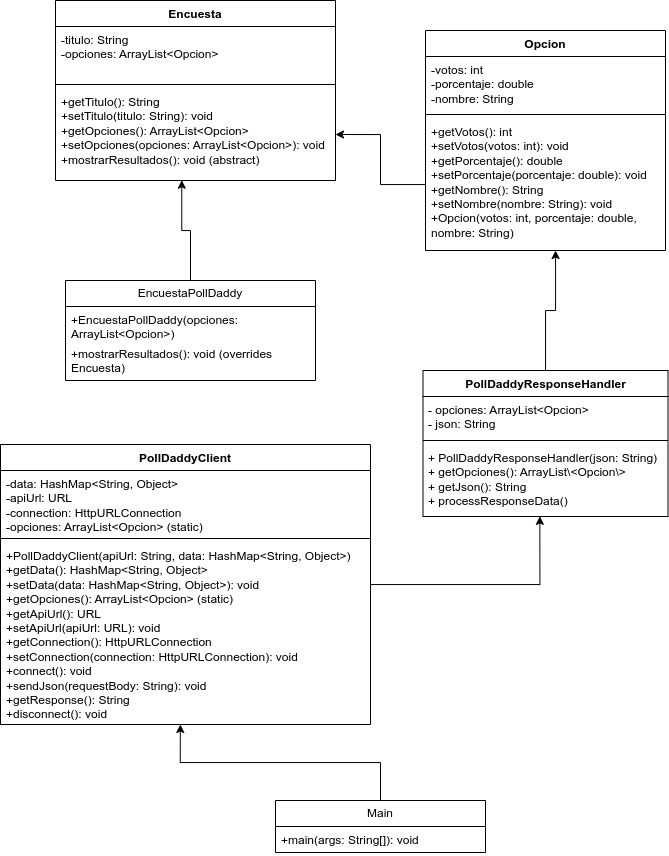 Encuesta
-titulo: String
-opciones: ArrayList<Opcion>
+getTitulo(): String
+setTitulo(titulo: String): void
+getOpciones(): ArrayList<Opcion>
+setOpciones(opciones: ArrayList<Opcion>): void
+mostrarResultados(): void (abstract)
Opcion
-votos: int
-porcentaje: double
-nombre: String
+getVotos(): int
+setVotos(votos: int): void
+getPorcentaje(): double
+setPorcentaje(porcentaje: double): void
+getNombre(): String
+setNombre(nombre: String): void
+Opcion(votos: int, porcentaje: double,
nombre: String)
EncuestaPollDaddy
+EncuestaPollDaddy(opciones:
ArrayList<Opcion>)
+mostrarResultados(): void (overrides
Encuesta)
PollDaddyResponseHandler
- opciones: ArrayList<Opcion>
- json: String
+ PollDaddyResponseHandler(json: String)
+ getOpciones(): ArrayList\<Opcion\>
+ getJson(): String
+ processResponseData()
PollDaddyClient
-data: HashMap<String, Object>
-apiUrl: URL
-connection: HttpURLConnection
-opciones: ArrayList<Opcion> (static)
+PollDaddyClient(apiUrl: String, data: HashMap<String, Object>)
+getData(): HashMap<String, Object>
+setData(data: HashMap<String, Object>): void
+getOpciones(): ArrayList<Opcion> (static)
+getApiUrl(): URL
+setApiUrl(apiUrl: URL): void
+getConnection(): HttpURLConnection
+setConnection(connection: HttpURLConnection): void
+connect(): void
+sendJson(requestBody: String): void
+getResponse(): String
+disconnect(): void
Main
+main(args: String[]): void